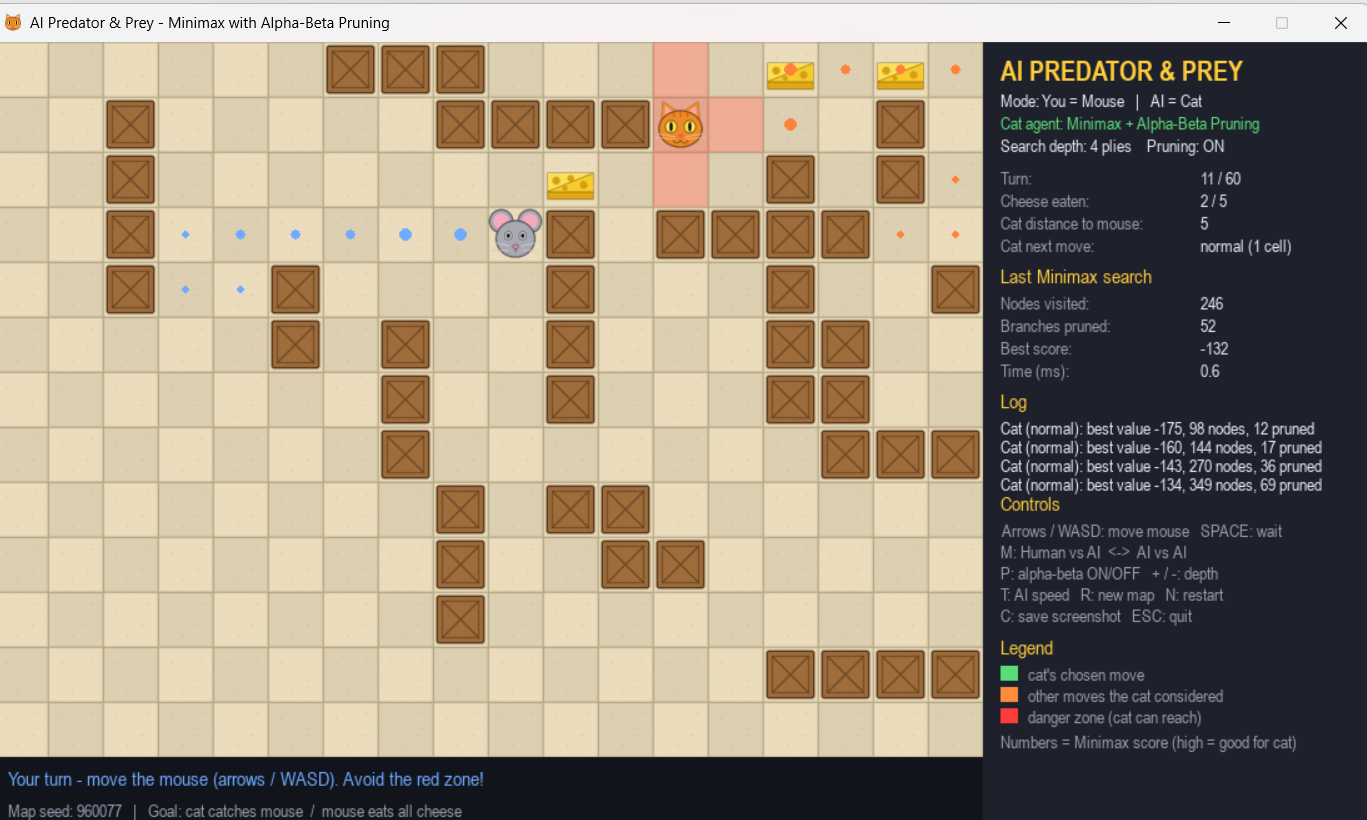 AI Predator & Prey - Minimax with Alpha-Beta Pruning
AI PREDATOR & PREY
Mode: You = Mouse | AI = Cat
Cat agent: Minimax + Alpha-Beta Pruning
Search depth: 4 plies Pruning: ON
Turn: 11 / 60
Cheese eaten: 2 / 5
Cat distance to mouse: 5
Cat next move: normal (1 cell)
Last Minimax search
Nodes visited: 246
Branches pruned: 52
Best score: -132
Time (ms): 0.6
Log
Cat (normal): best value -175, 98 nodes, 12 pruned
Cat (normal): best value -160, 144 nodes, 17 pruned
Cat (normal): best value -143, 270 nodes, 36 pruned
Cat (normal): best value -134, 349 nodes, 69 pruned
Controls
Arrows / WASD: move mouse SPACE: wait
M: Human vs AI <-> AI vs AI
P: alpha-beta ON/OFF + / -: depth
T: AI speed R: new map N: restart
C: save screenshot ESC: quit
Legend
cat's chosen move
other moves the cat considered
danger zone (cat can reach)
Numbers = Minimax score (high = good for cat)
Your turn - move the mouse (arrows / WASD). Avoid the red zone!
Map seed: 960077 | Goal: cat catches mouse / mouse eats all cheese